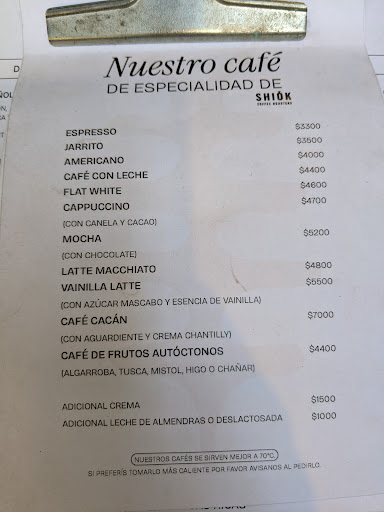 Nuestro café
DE ESPECIALIDAD DE
SHIÓK
COFFEE ROASTERS
ESPRESSO $3300
JARRITO $3500
AMERICANO $4000
CAFÉ CON LECHE $4400
FLAT WHITE $4600
CAPPUCCINO $4700
(CON CANELA Y CACAO)
MOCHA $5200
(CON CHOCOLATE)
LATTE MACCHIATO $4800
VAINILLA LATTE $5500
(CON AZÚCAR MASCABO Y ESENCIA DE VAINILLA)
CAFÉ CACÁN $7000
(CON AGUARDIENTE Y CREMA CHANTILLY)
CAFÉ DE FRUTOS AUTÓCTONOS $4400
(ALGARROBA, TUSCA, MISTOL, HIGO O CHAÑAR)
ADICIONAL CREMA $1500
ADICIONAL LECHE DE ALMENDRAS O DESLACTOSADA $1000
NUESTROS CAFÉS SE SIRVEN MEJOR A 70°C.
SI PREFERÍS TOMARLO MÁS CALIENTE POR FAVOR AVISANOS AL PEDIRLO.